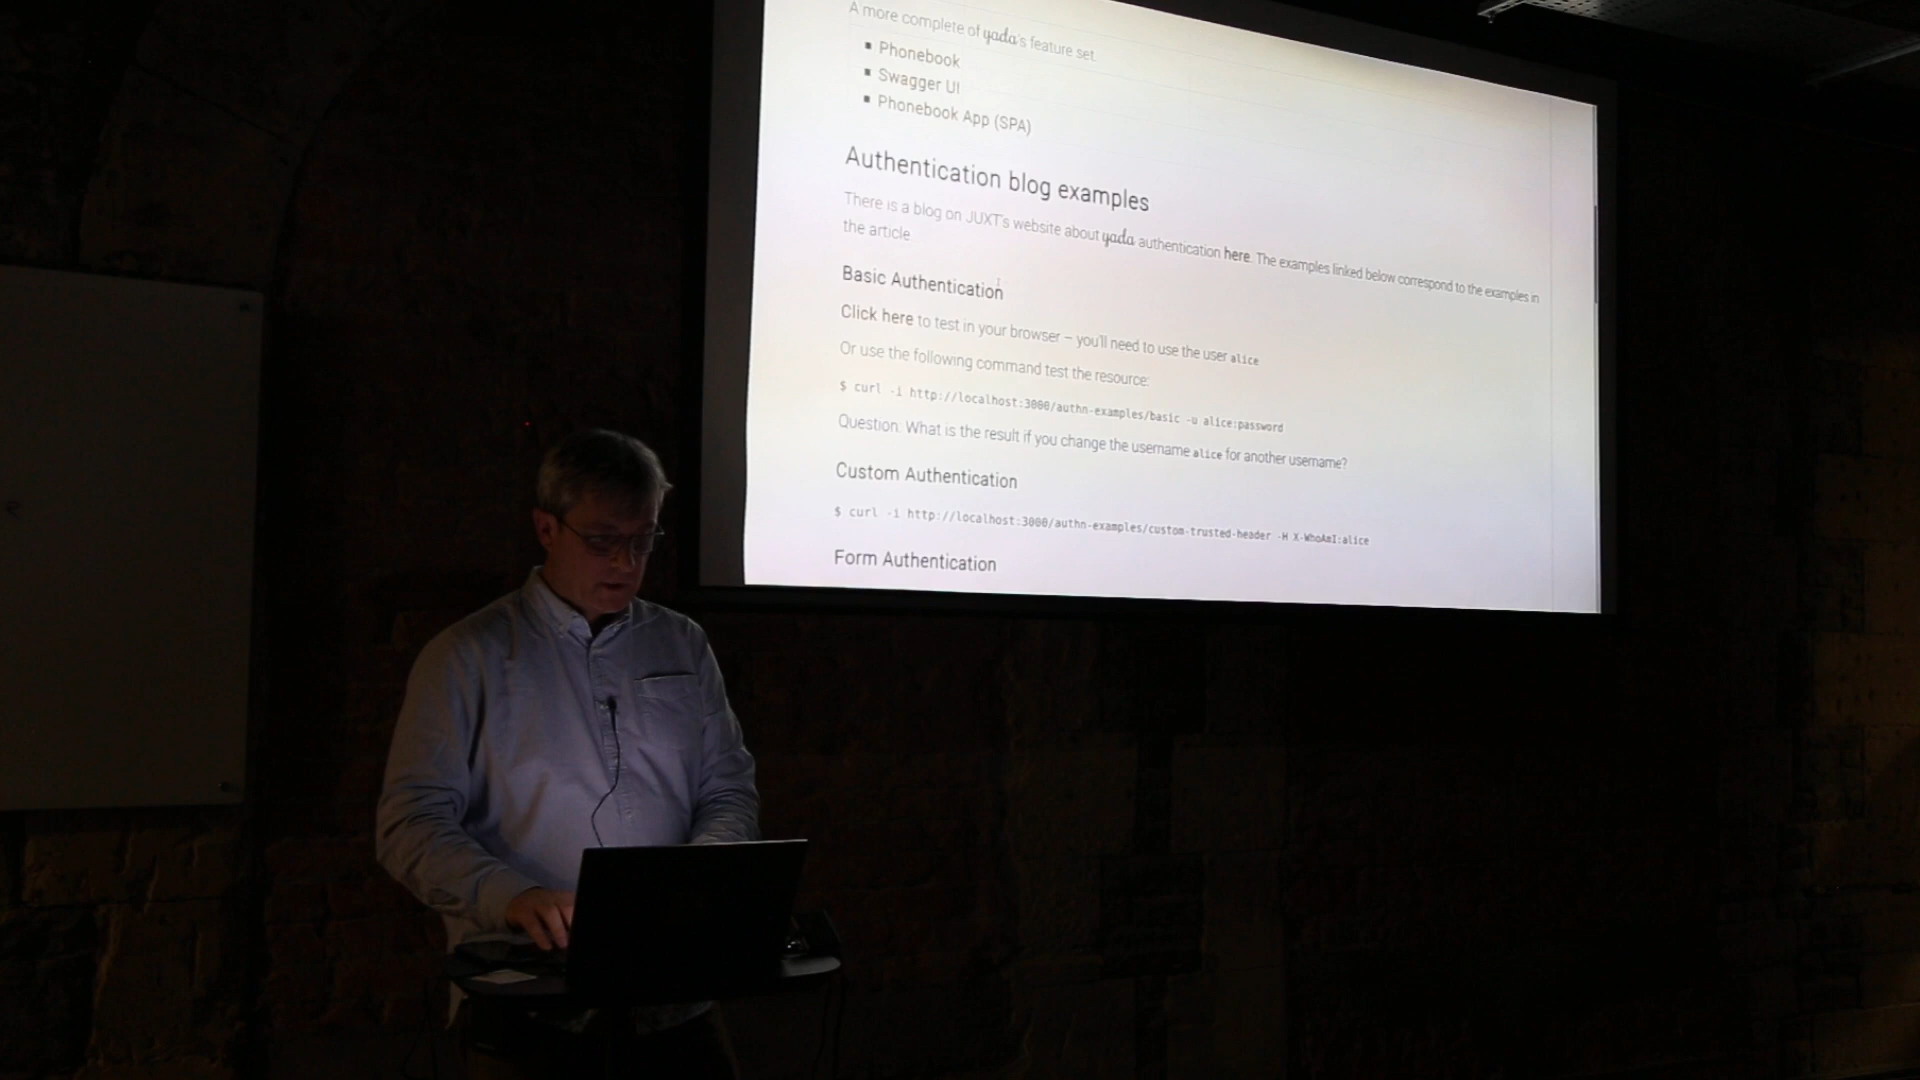 A more complete of yada's feature set.
▪ Phonebook
▪ Swagger UI
▪ Phonebook App (SPA)
Authentication blog examples
There is a blog on JUXT's website about yada authentication here. The examples linked below correspond to the examples in
the article
Basic Authentication
Click here to test in your browser – you'll need to use the user alice
Or use the following command test the resource:
$ curl -i http://localhost:3000/authn-examples/basic -u alice:password
Question: What is the result if you change the username alice for another username?
Custom Authentication
$ curl -i http://localhost:3000/authn-examples/custom-trusted-header -H X-WhoAmI:alice
Form Authentication